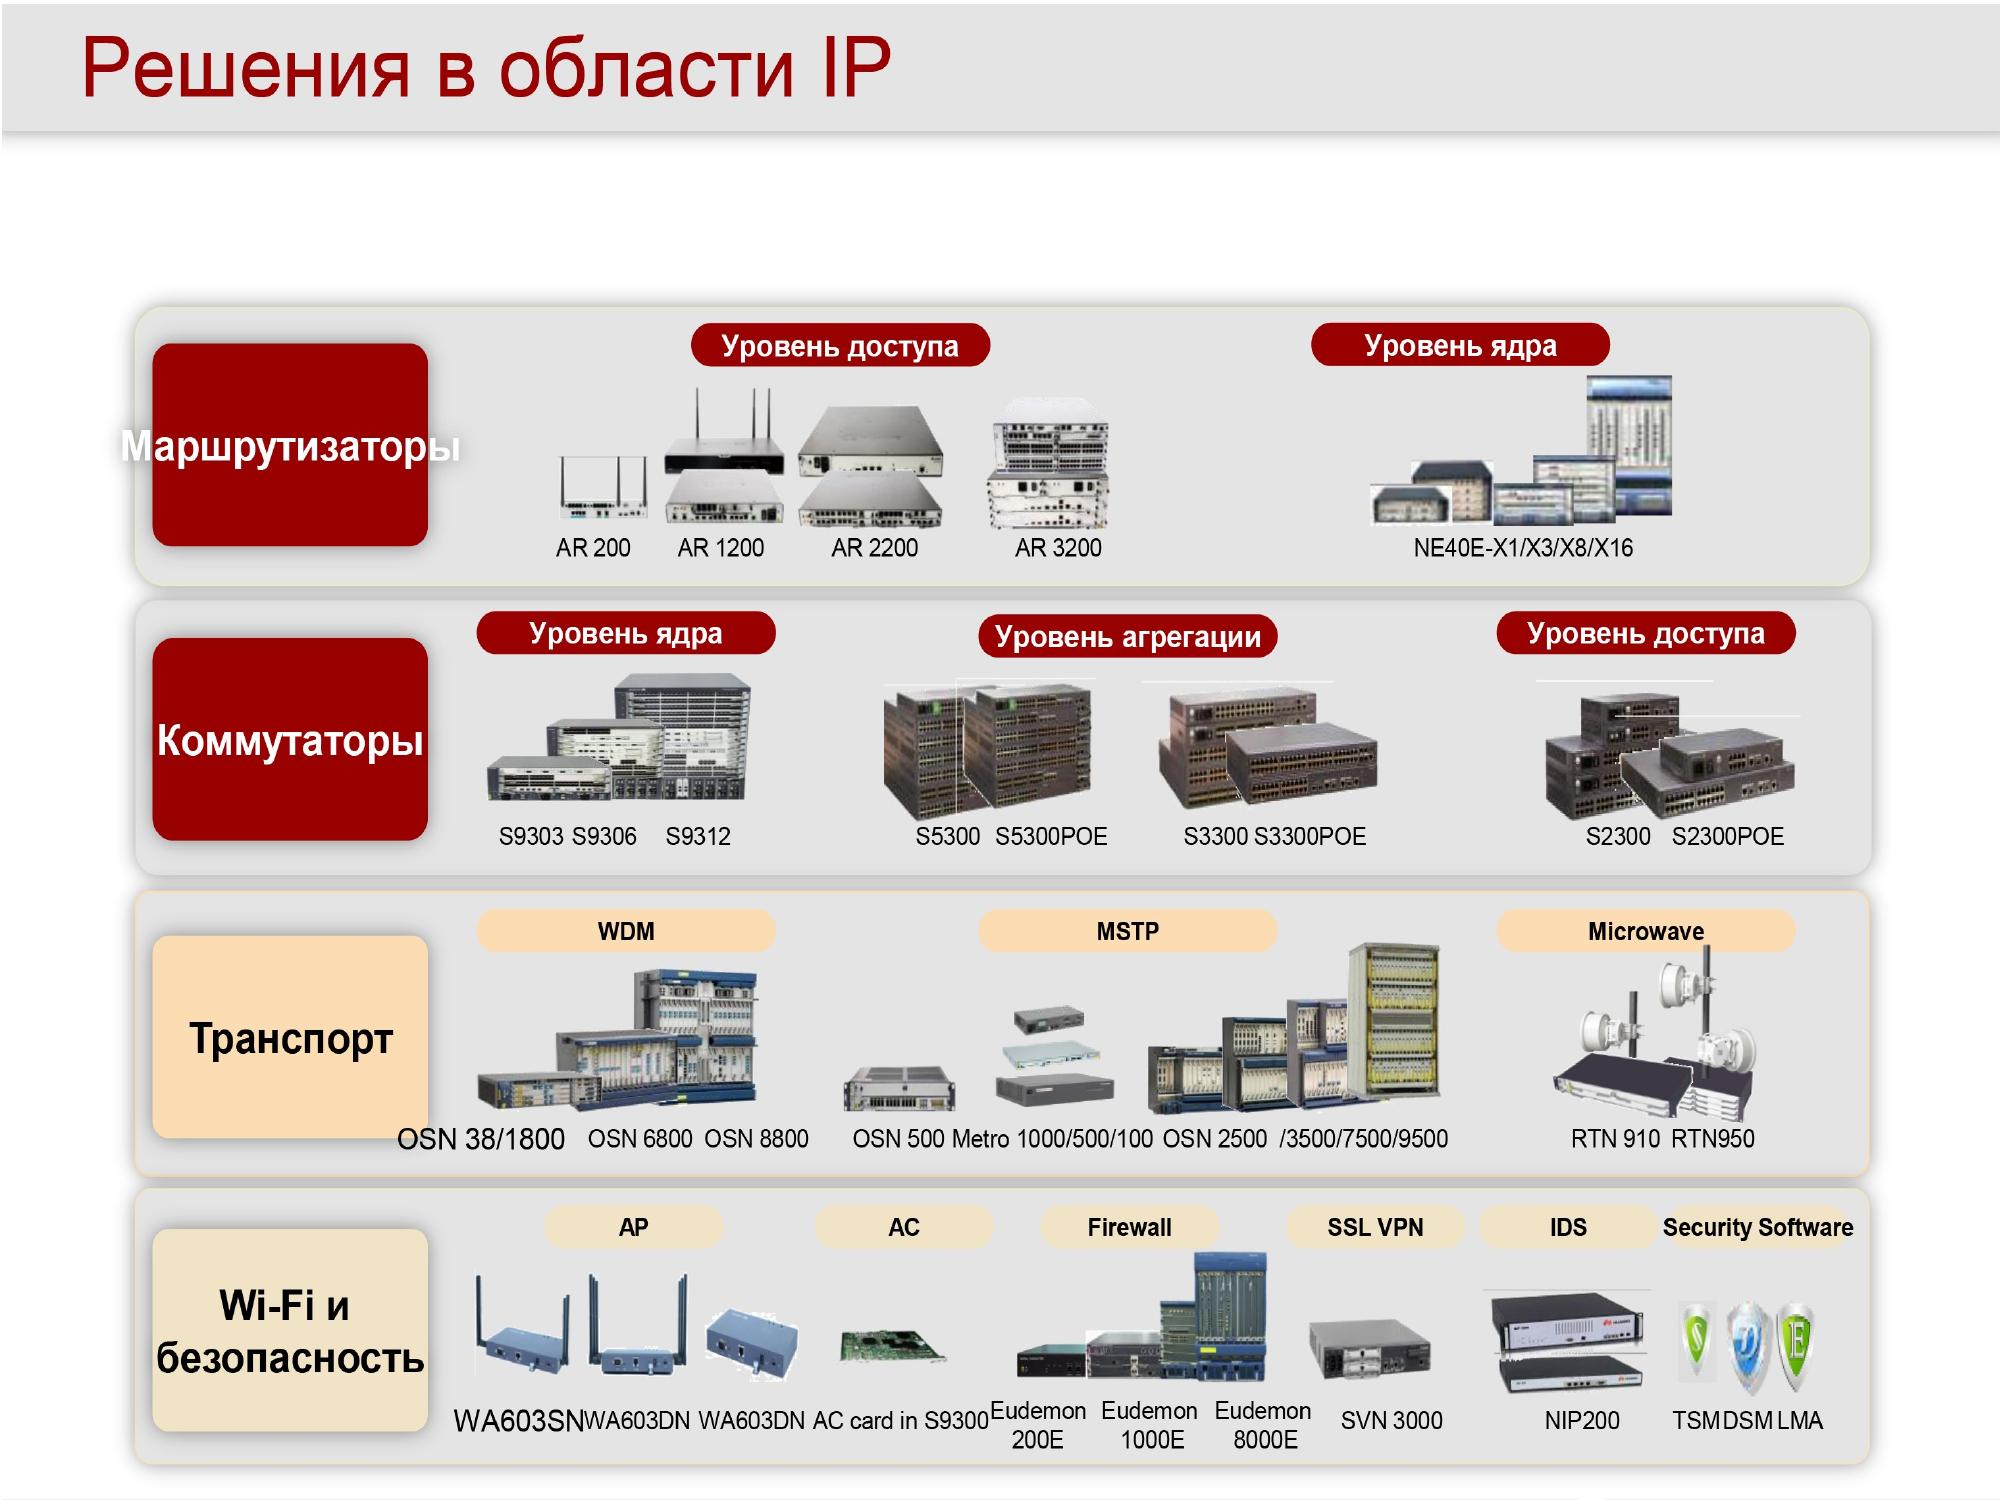 Решения в области IP
Маршрутизаторы
Уровень доступа
Уровень ядра
AR 200 AR 1200 AR 2200 AR 3200
NE40E-X1/X3/X8/X16
Коммутаторы
Уровень ядра
Уровень агрегации
Уровень доступа
S9303 S9306 S9312
S5300 S5300POE
S3300 S3300POE
S2300 S2300POE
Транспорт
WDM
MSTP
Microwave
OSN 38/1800 OSN 6800 OSN 8800
OSN 500 Metro 1000/500/100 OSN 2500 /3500/7500/9500
RTN 910 RTN950
Wi-Fi и
безопасность
AP
AC
Firewall
SSL VPN
IDS
Security Software
S
D
E
WA603SN WA603DN WA603DN
AC card in S9300
Eudemon
200E
Eudemon
1000E
Eudemon
8000E
SVN 3000
NIP200
TSM DSM LMA